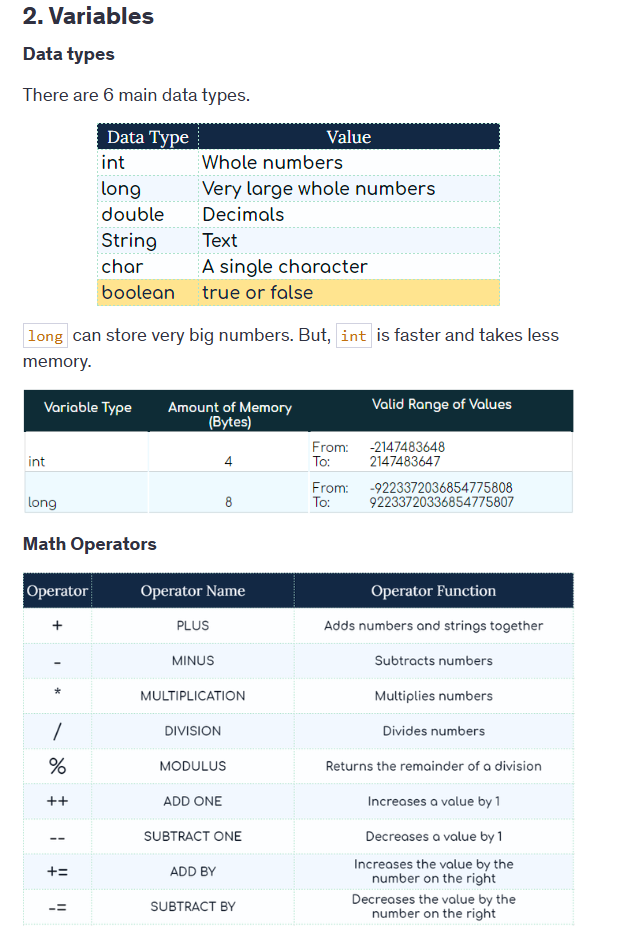 2. Variables
Data types
There are 6 main data types.
Data Type Value
int Whole numbers
long Very large whole numbers
double Decimals
String Text
char A single character
boolean true or false
long can store very big numbers. But, int is faster and takes less
memory.
Variable Type Amount of Memory (Bytes) Valid Range of Values
int 4 From: -2147483648
To: 2147483647
long 8 From: -9223372036854775808
To: 92233720336854775807
Math Operators
Operator Operator Name Operator Function
+ PLUS Adds numbers and strings together
- MINUS Subtracts numbers
* MULTIPLICATION Multiplies numbers
/ DIVISION Divides numbers
% MODULUS Returns the remainder of a division
++ ADD ONE Increases a value by 1
-- SUBTRACT ONE Decreases a value by 1
+= ADD BY Increases the value by the
number on the right
-= SUBTRACT BY Decreases the value by the
number on the right